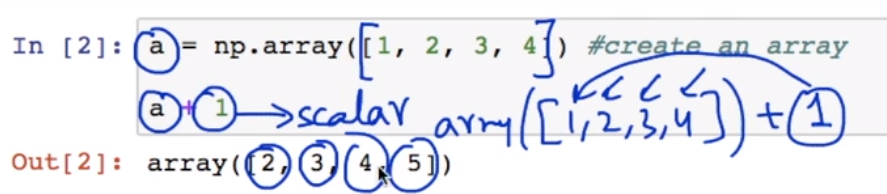 In [2]: a = np.array([1, 2, 3, 4]) #create an array
a + 1 → scalar array([1,2,3,4]) + 1
Out[2]: array([2, 3, 4, 5])